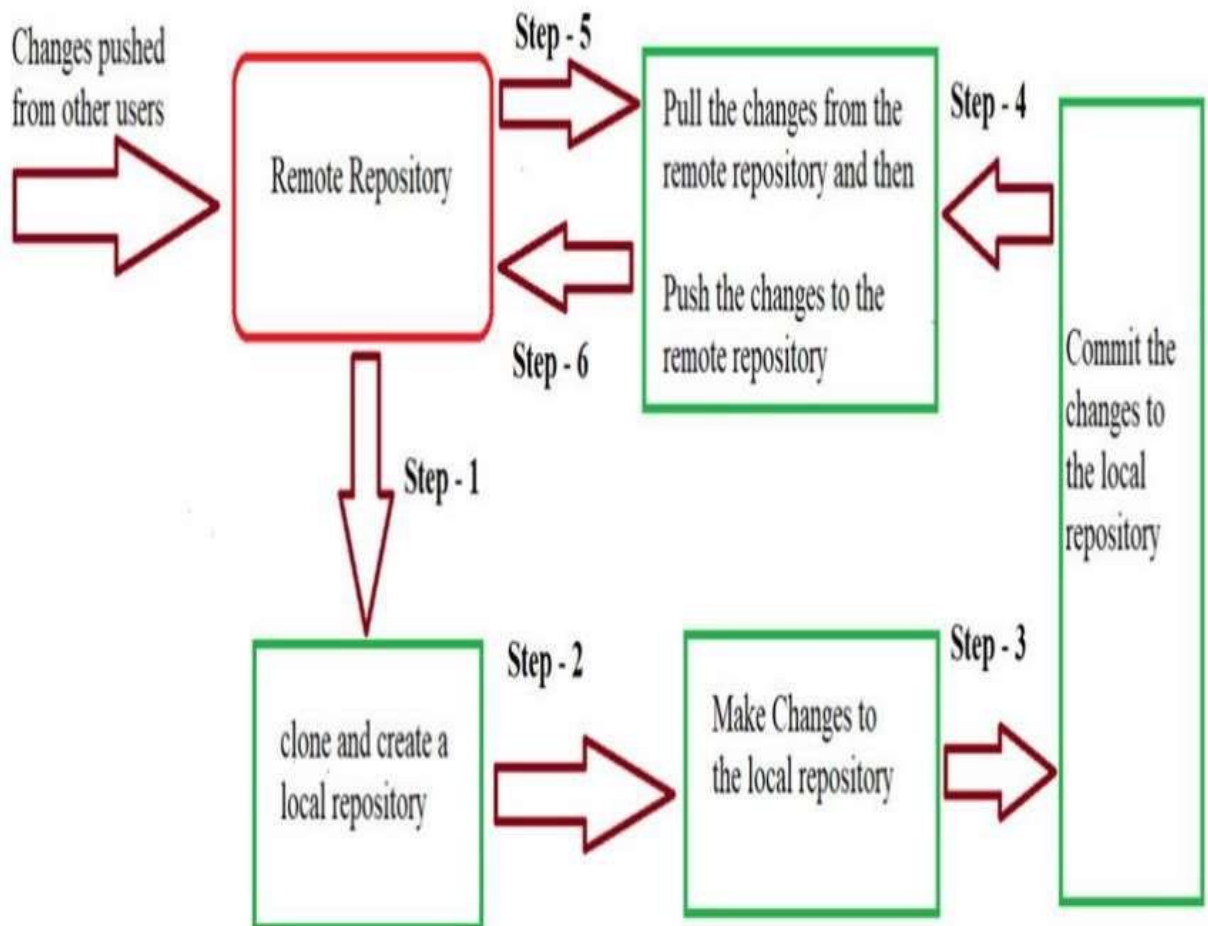 Changes pushed
from other users
Remote Repository
Step - 5
Pull the changes from the
remote repository and then
Push the changes to the
remote repository
Step - 4
Step - 6
Commit the
changes to
the local
repository
Step - 1
clone and create a
local repository
Step - 2
Make Changes to
the local repository
Step - 3